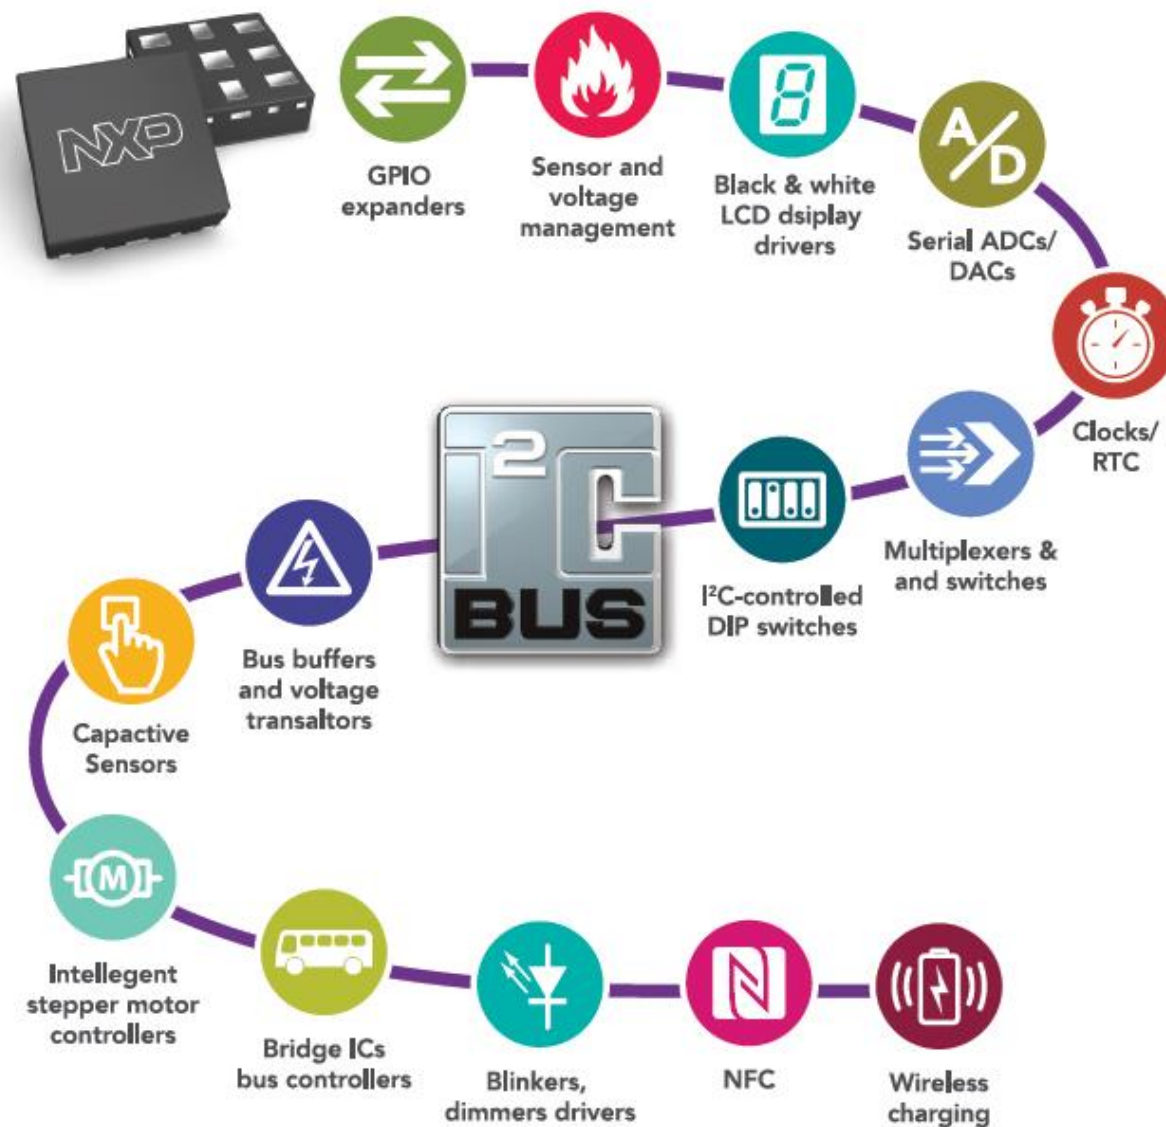 NXP
GPIO
expanders
Sensor and
voltage
management
8
Black & white
LCD dsiplay
drivers
A/D
Serial ADCs/
DACs
Clocks/
RTC
Multiplexers &
and switches
I²C-controlled
DIP switches
I²C
BUS
Bus buffers
and voltage
transaltors
Capactive
Sensors
M
Intellegent
stepper motor
controllers
Bridge ICs
bus controllers
Blinkers,
dimmers drivers
NFC
Wireless
charging